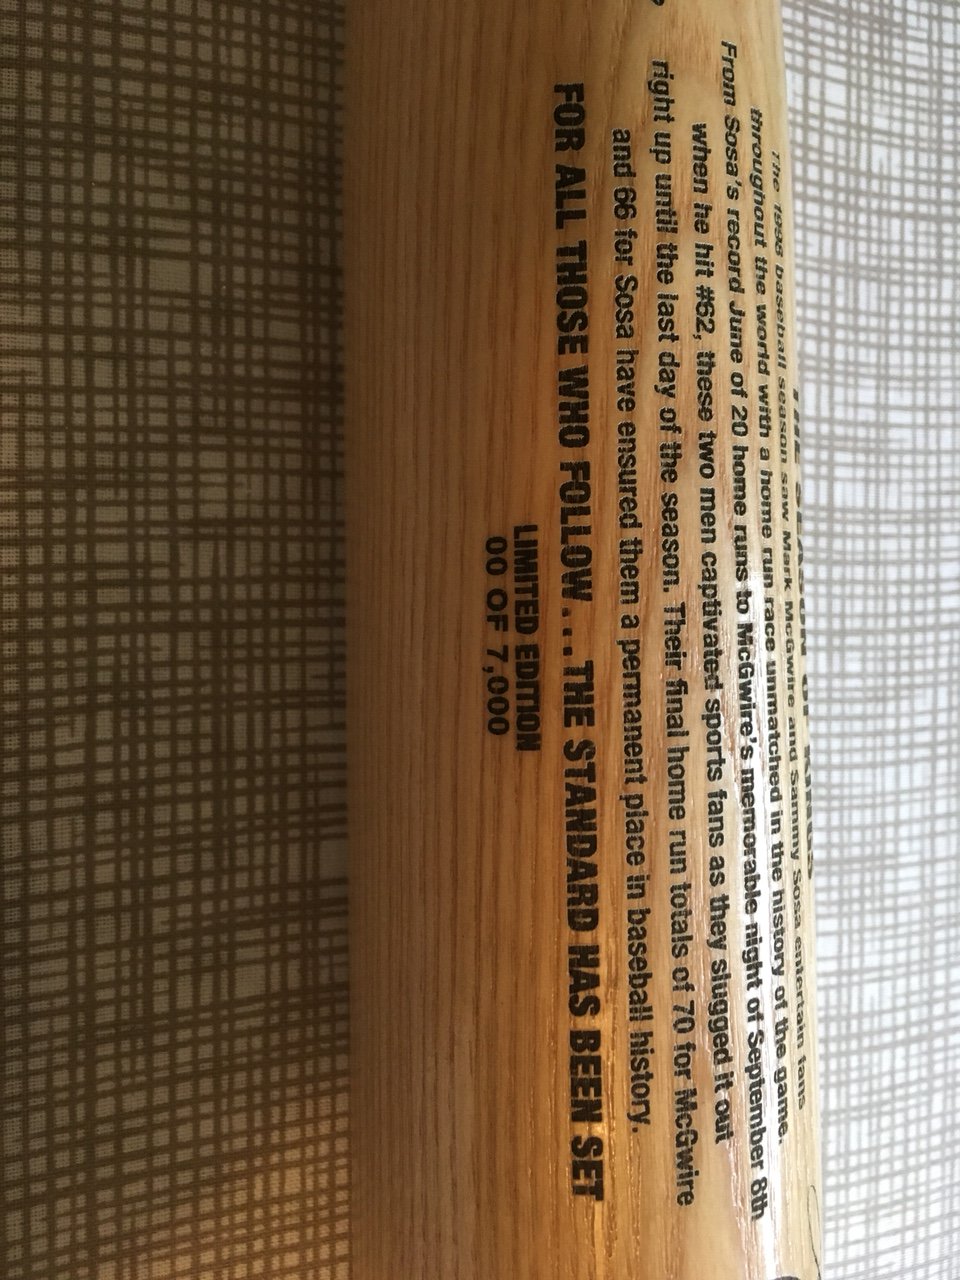 THE SEASON OF KINGS
The 1998 baseball season saw Mark McGwire and Sammy Sosa entertain fans
throughout the world with a home run race unmatched in the history of the game.
From Sosa's record June of 20 home runs to McGwire's memorable night of September 8th
when he hit #62, these two men captivated sports fans as they slugged it out
right up until the last day of the season. Their final home run totals of 70 for McGwire
and 66 for Sosa have ensured them a permanent place in baseball history.
FOR ALL THOSE WHO FOLLOW...THE STANDARD HAS BEEN SET
LIMITED EDITION
00 OF 7,000